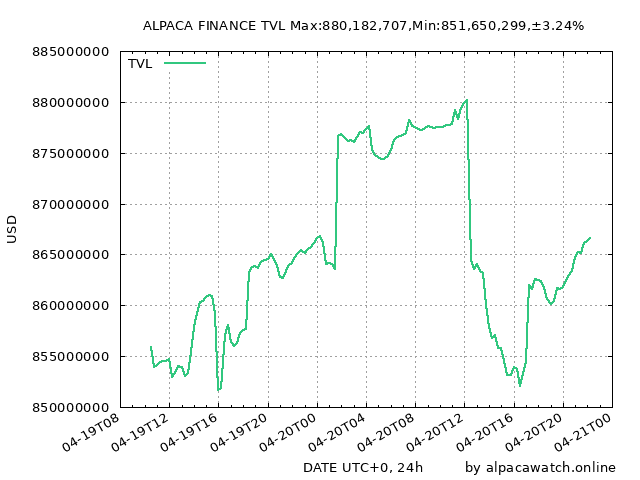 ALPACA FINANCE TVL Max:880,182,707,Min:851,650,299,±3.24%
885000000
TVL
880000000
875000000
870000000
USD
865000000
860000000
855000000
850000000
04-19T08
04-19T12
04-19T16
04-19T20
04-20T00
04-20T04
04-20T08
04-20T12
04-20T16
04-20T20
04-21T00
DATE UTC+0, 24h
by alpacawatch.online